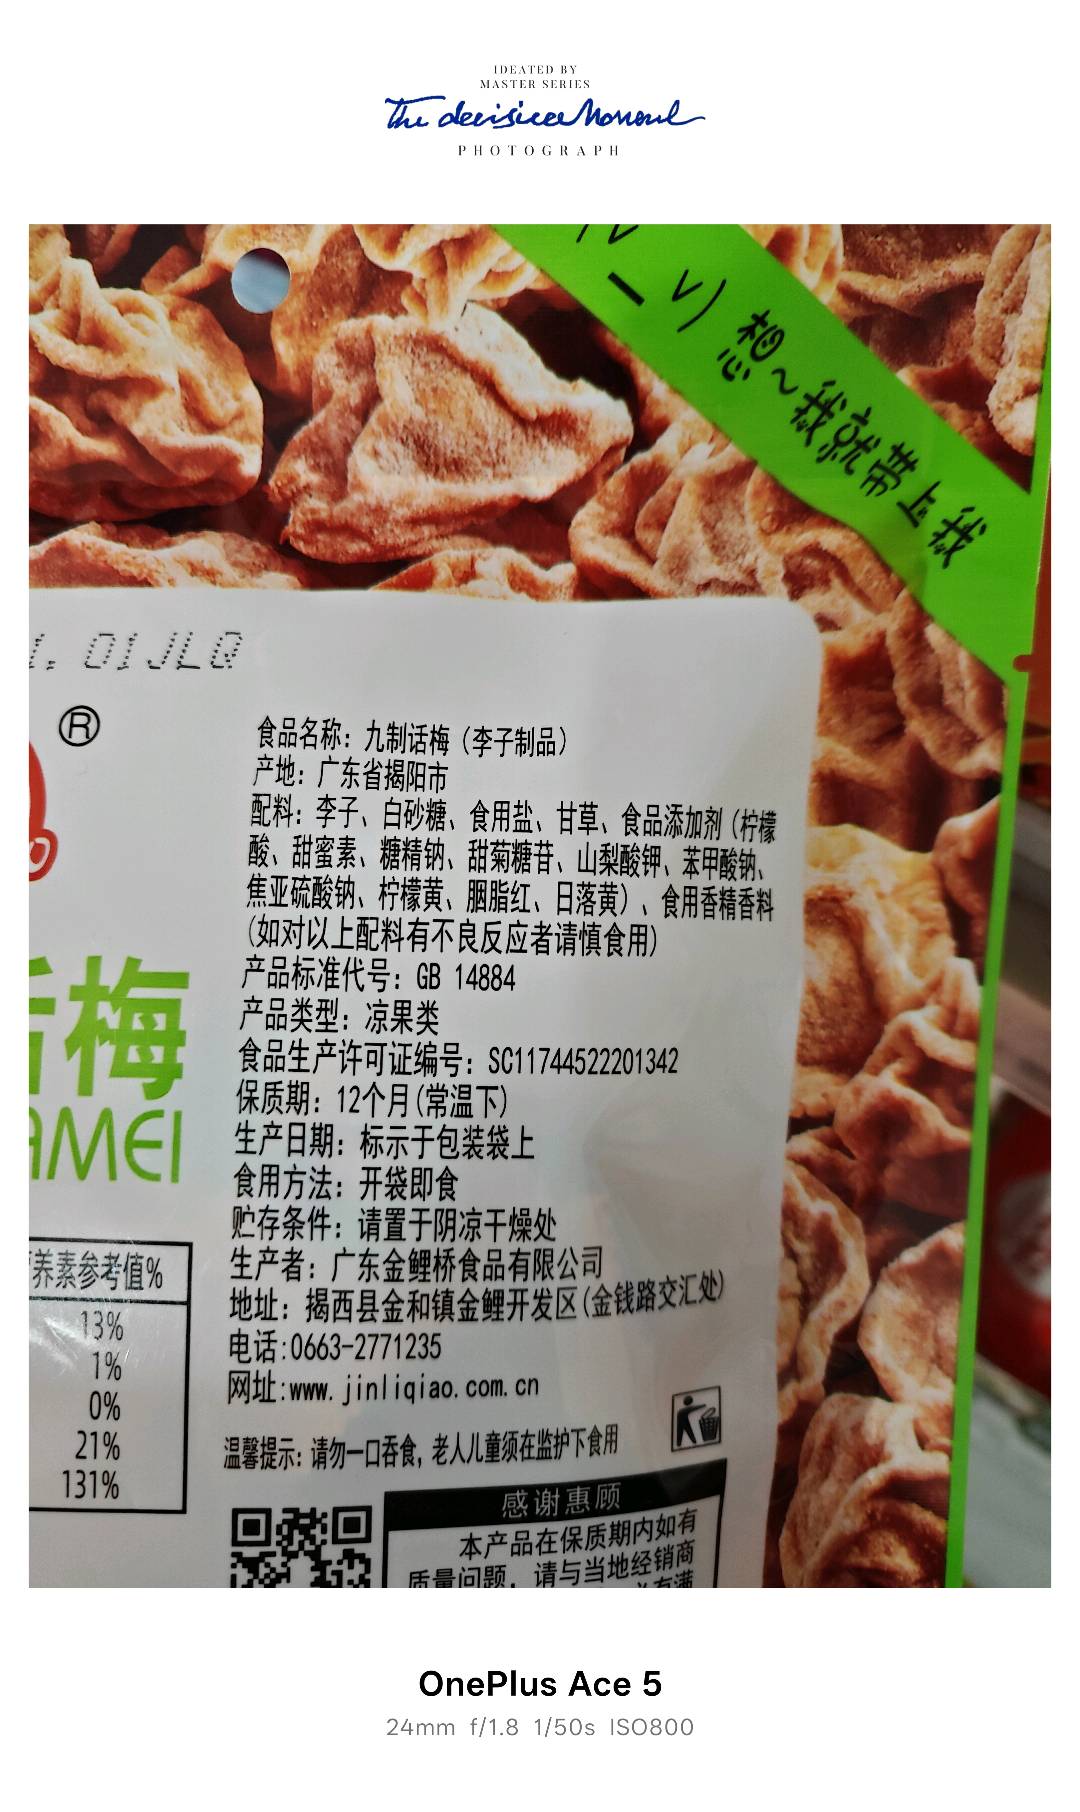 IDEATED BY
MASTER SERIES
The decisive Moment
PHOTOGRAPH
想~我就带上我
01JLQ
®
食品名称：九制话梅（李子制品）
产地：广东省揭阳市
配料：李子、白砂糖、食用盐、甘草、食品添加剂（柠檬
酸、甜蜜素、糖精钠、甜菊糖苷、山梨酸钾、苯甲酸钠、
焦亚硫酸钠、柠檬黄、胭脂红、日落黄）、食用香精香料
(如对以上配料有不良反应者请慎食用)
产品标准代号：GB 14884
产品类型：凉果类
食品生产许可证编号：SC11744522201342
保质期：12个月(常温下)
生产日期：标示于包装袋上
食用方法：开袋即食
贮存条件：请置于阴凉干燥处
生产者：广东金鲤桥食品有限公司
地址：揭西县金和镇金鲤开发区(金钱路交汇处)
电话:0663-2771235
网址:www.jinliqiao.com.cn
温馨提示：请勿一口吞食，老人儿童须在监护下食用
梅
AMEI
养素参考值%
13%
1%
0%
21%
131%
感谢惠顾
本产品在保质期内如有
质量问题，请与当地经销商
OnePlus Ace 5
24mm f/1.8 1/50s ISO800